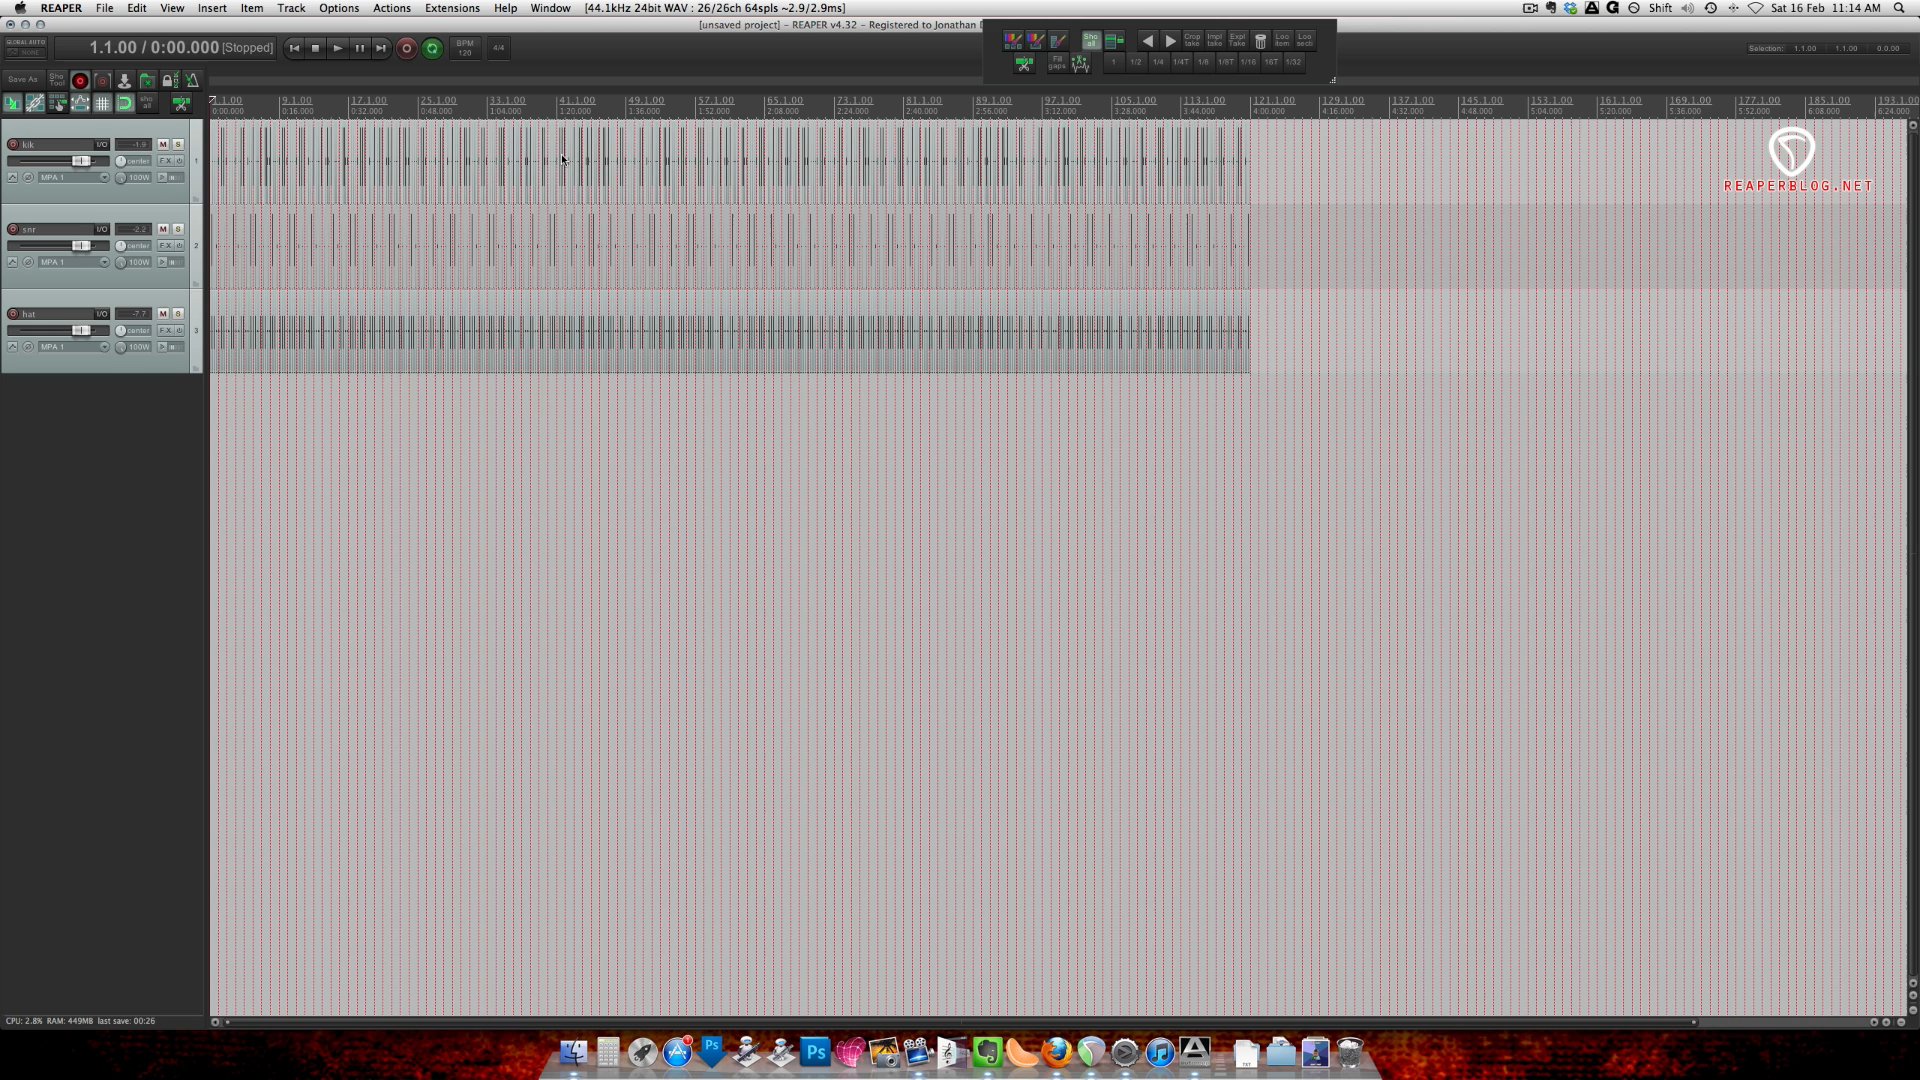 REAPER File Edit View Insert Item Track Options Actions Extensions Help Window [44.1kHz 24bit WAV : 26/26ch 64spls ~2.9/2.9ms] Shift Sat 16 Feb 11:14 AM
[unsaved project] - REAPER v4.32 - Registered to Jonathan
GLOBAL AUTO
NONE
1.1.00 / 0:00.000 [Stopped]
BPM
120
4/4
Sho all
Crop take
Impl take
Expl Take
Loo item
Loo secti
Fill gaps
1 1/2 1/4 1/4T 1/8 1/8T 1/16 16T 1/32
Selection: 1.1.00 1.1.00 0.0.00
Save As
Sho Tool
sho all
1.1.00 9.1.00 17.1.00 25.1.00 33.1.00 41.1.00 49.1.00 57.1.00 65.1.00 73.1.00 81.1.00 89.1.00 97.1.00 105.1.00 113.1.00 121.1.00 129.1.00 137.1.00 145.1.00 153.1.00 161.1.00 169.1.00 177.1.00 185.1.00 193.1.00
0:00.000 0:16.000 0:32.000 0:48.000 1:04.000 1:20.000 1:36.000 1:52.000 2:08.000 2:24.000 2:40.000 2:56.000 3:12.000 3:28.000 3:44.000 4:00.000 4:16.000 4:32.000 4:48.000 5:04.000 5:20.000 5:36.000 5:52.000 6:08.000 6:24.000
kik I/O -1.9 M S
center FX 1
MPA 1 100W
snr I/O -2.2 M S
center FX 2
MPA 1 100W
hat I/O -7.7 M S
center FX 3
MPA 1 100W
REAPERBLOG.NET
CPU: 2.8% RAM: 449MB last save: 00:26
Ps
Ps
TXT